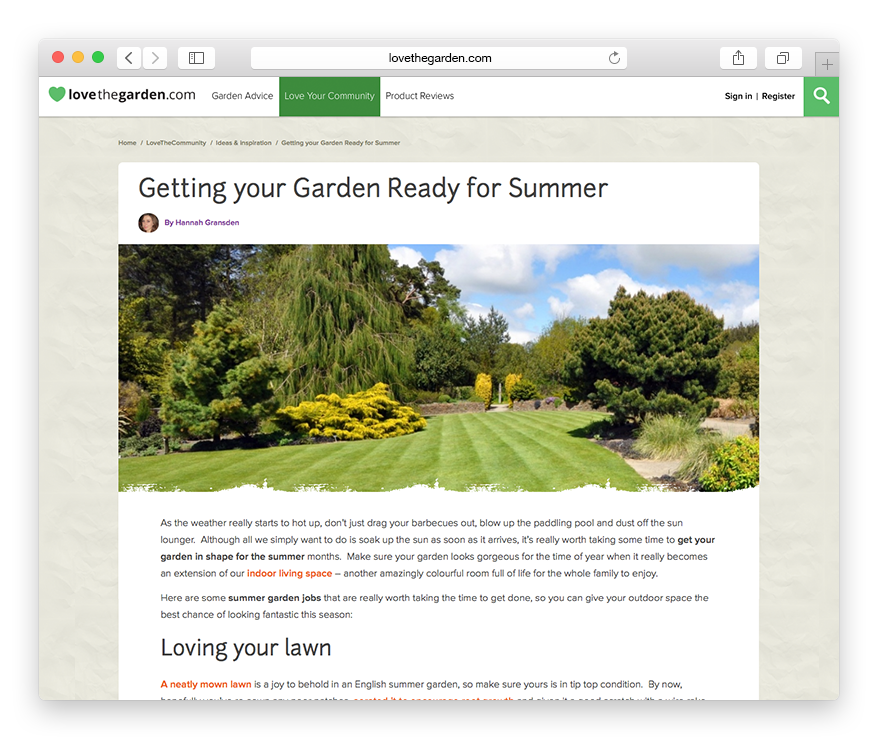 lovethegarden.com
lovethegarden.com Garden Advice Love Your Community Product Reviews Sign in | Register
Home / LoveTheCommunity / Ideas & Inspiration / Getting your Garden Ready for Summer
Getting your Garden Ready for Summer
By Hannah Gransden
As the weather really starts to hot up, don't just drag your barbecues out, blow up the paddling pool and dust off the sun
lounger. Although all we simply want to do is soak up the sun as soon as it arrives, it's really worth taking some time to get your
garden in shape for the summer months. Make sure your garden looks gorgeous for the time of year when it really becomes
an extension of our indoor living space – another amazingly colourful room full of life for the whole family to enjoy.
Here are some summer garden jobs that are really worth taking the time to get done, so you can give your outdoor space the
best chance of looking fantastic this season:
Loving your lawn
A neatly mown lawn is a joy to behold in an English summer garden, so make sure yours is in tip top condition. By now,